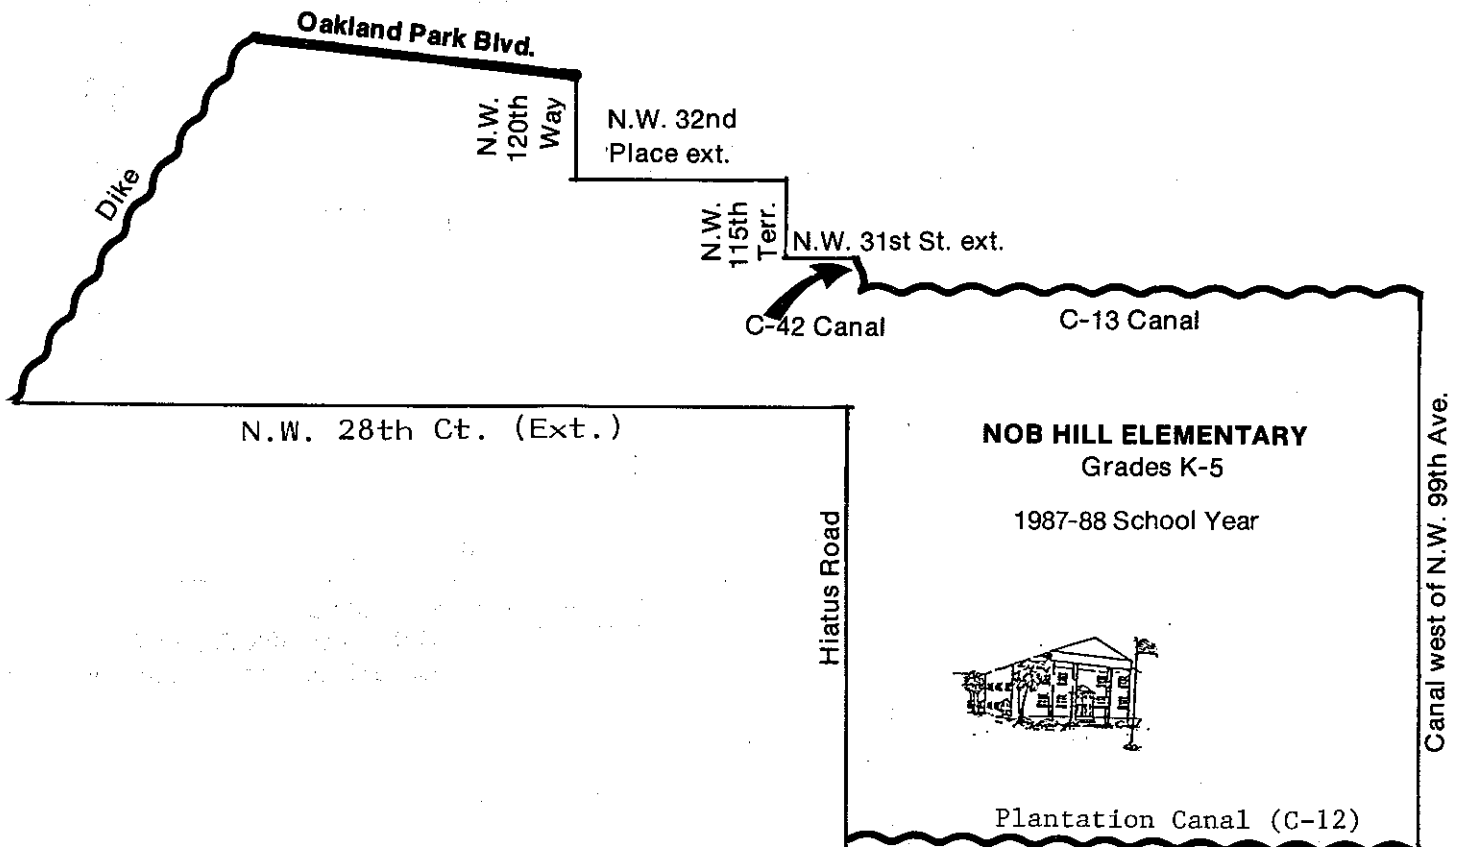 Oakland Park Blvd.
N.W.
120th
Way
N.W. 32nd
Place ext.
Dike
N.W.
115th
Terr.
N.W. 31st St. ext.
C-42 Canal
C-13 Canal
N.W. 28th Ct. (Ext.)
NOB HILL ELEMENTARY
Grades K-5
1987-88 School Year
Hiatus Road
Canal west of N.W. 99th Ave.
Plantation Canal (C-12)